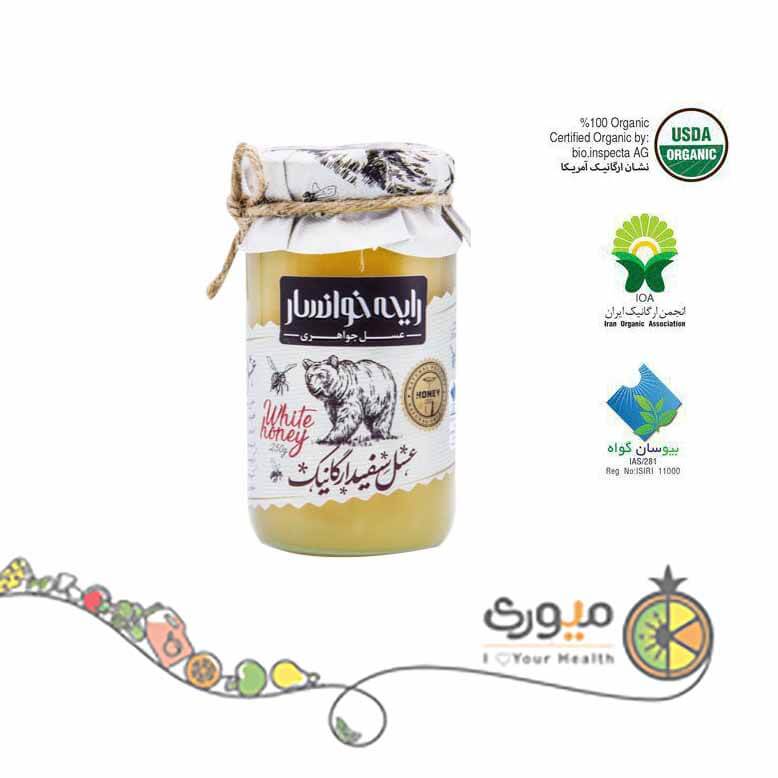 %100 Organic
Certified Organic by:
bio.inspecta AG
نشان ارگانیک آمریکا
USDA
ORGANIC
IOA
انجمن ارگانیک ایران
Iran Organic Association
بیوسان گواه
IAS/281
Reg No:ISIRI 11000
رایحه خوانسار
عسل جواهری
HONEY
White
honey
250g
عسل سفید ارگانیک
میوری
I Your Health